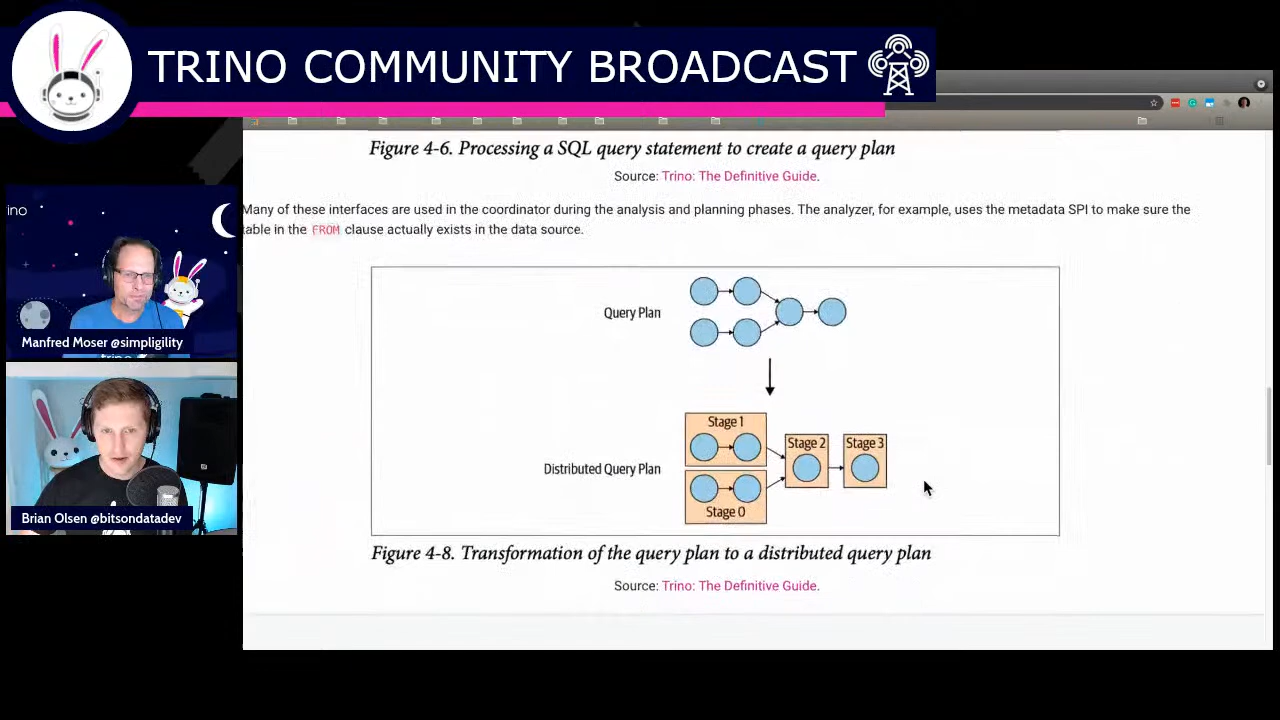 TRINO COMMUNITY BROADCAST
Figure 4-6. Processing a SQL query statement to create a query plan
Source: Trino: The Definitive Guide.
Many of these interfaces are used in the coordinator during the analysis and planning phases. The analyzer, for example, uses the metadata SPI to make sure the
table in the FROM clause actually exists in the data source.
Query Plan
Stage 1
Stage 2
Stage 3
Distributed Query Plan
Stage 0
Figure 4-8. Transformation of the query plan to a distributed query plan
Source: Trino: The Definitive Guide.
ino
Manfred Moser @simpligility
trino
Brian Olsen @bitsondatadev